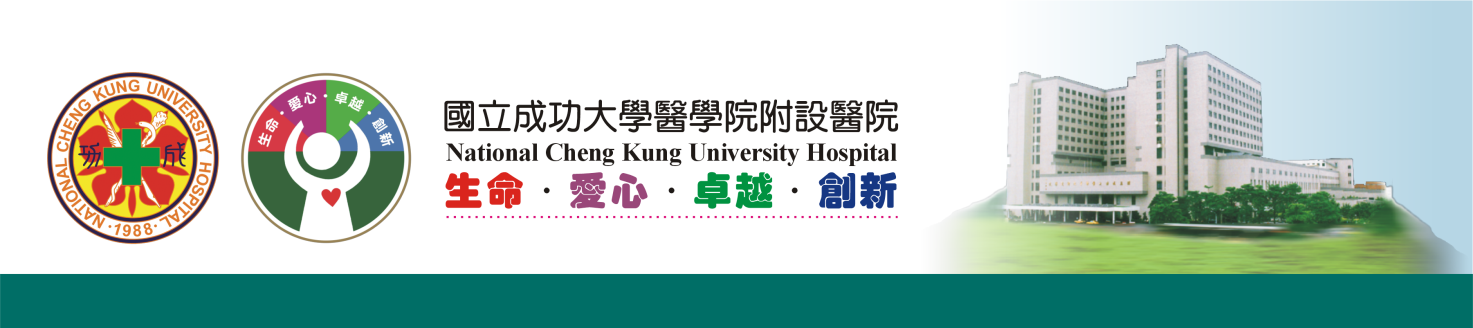 NATIONAL CHENG KUNG UNIVERSITY HOSPITAL
功 成
·1988·
生命·愛心·卓越·創新
國立成功大學醫學院附設醫院
National Cheng Kung University Hospital
生命·愛心·卓越·創新